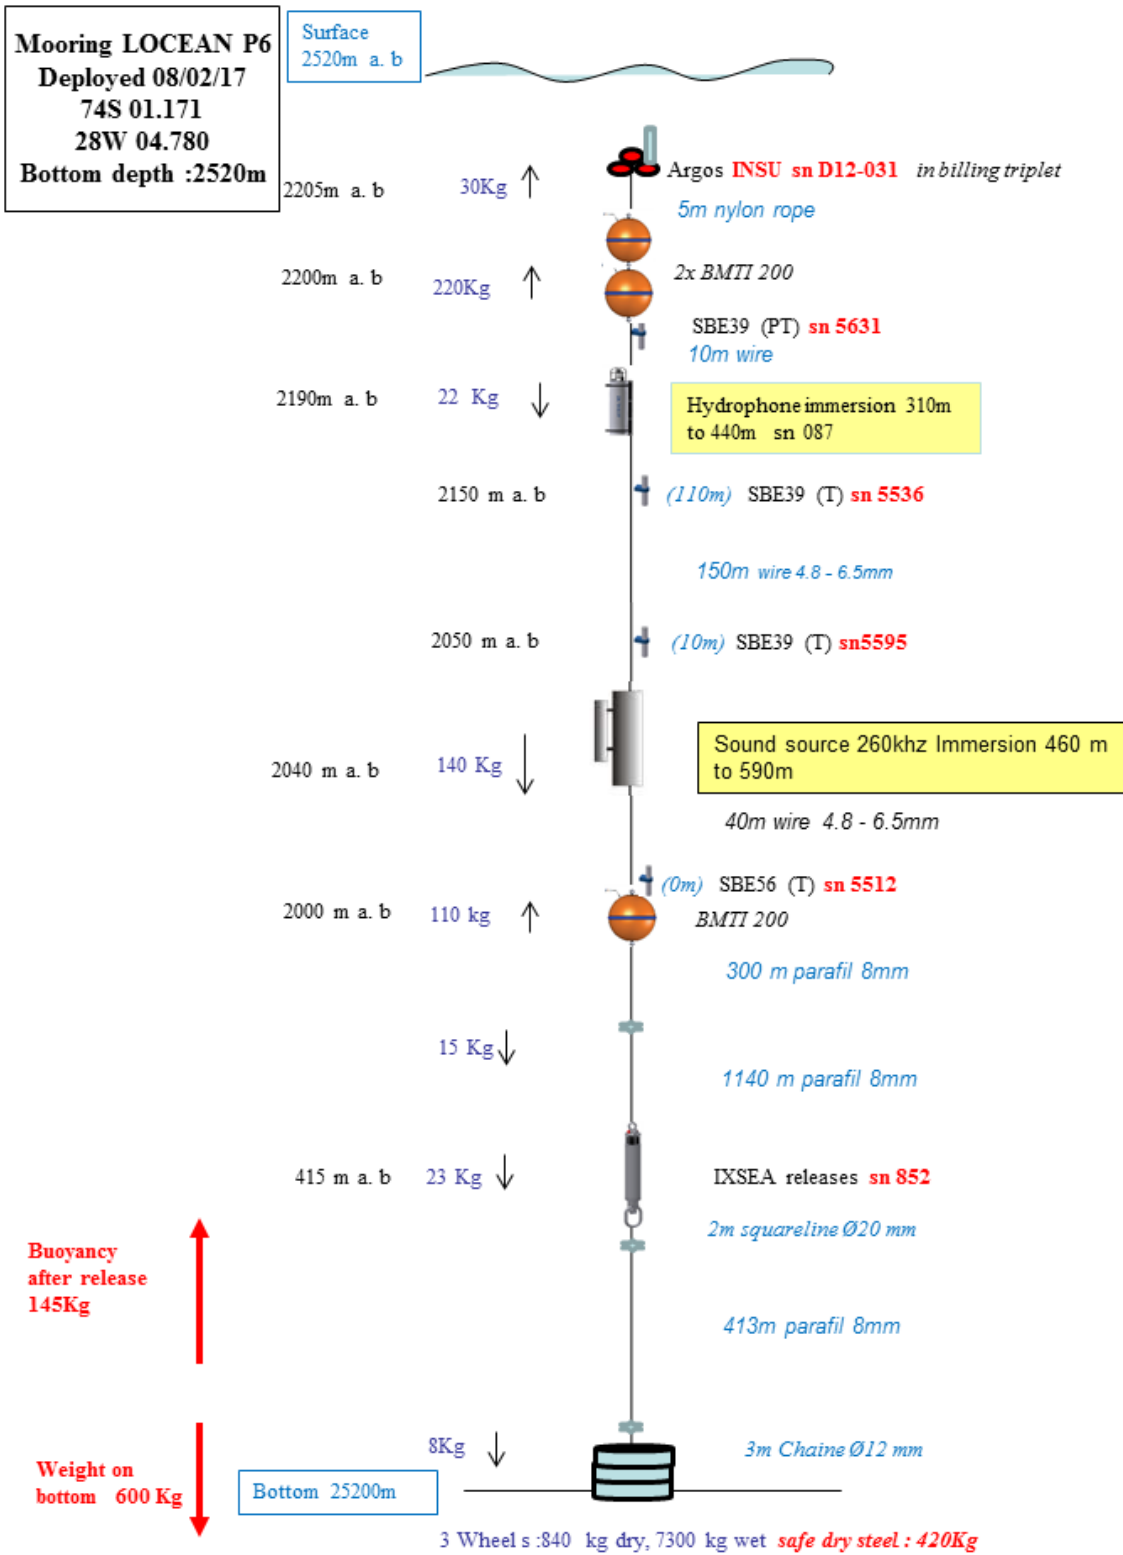 Mooring LOCEAN P6
Deployed 08/02/17
74S 01.171
28W 04.780
Bottom depth :2520m
Surface
2520m a. b
2205m a. b
30Kg
Argos INSU sn D12-031 in billing triplet
5m nylon rope
2200m a. b
220Kg
2x BMTI 200
SBE39 (PT) sn 5631
10m wire
2190m a. b
22 Kg
Hydrophone immersion 310m
to 440m sn 087
2150 m a. b
(110m) SBE39 (T) sn 5536
150m wire 4.8 - 6.5mm
2050 m a. b
(10m) SBE39 (T) sn5595
Sound source 260khz Immersion 460 m
to 590m
2040 m a. b
140 Kg
40m wire 4.8 - 6.5mm
(0m) SBE56 (T) sn 5512
2000 m a. b
110 kg
BMTI 200
300 m parafil 8mm
15 Kg
1140 m parafil 8mm
415 m a. b
23 Kg
IXSEA releases sn 852
2m squareline Ø20 mm
Buoyancy
after release
145Kg
413m parafil 8mm
8Kg
3m Chaine Ø12 mm
Weight on
bottom 600 Kg
Bottom 25200m
3 Wheel s :840 kg dry, 7300 kg wet safe dry steel : 420Kg